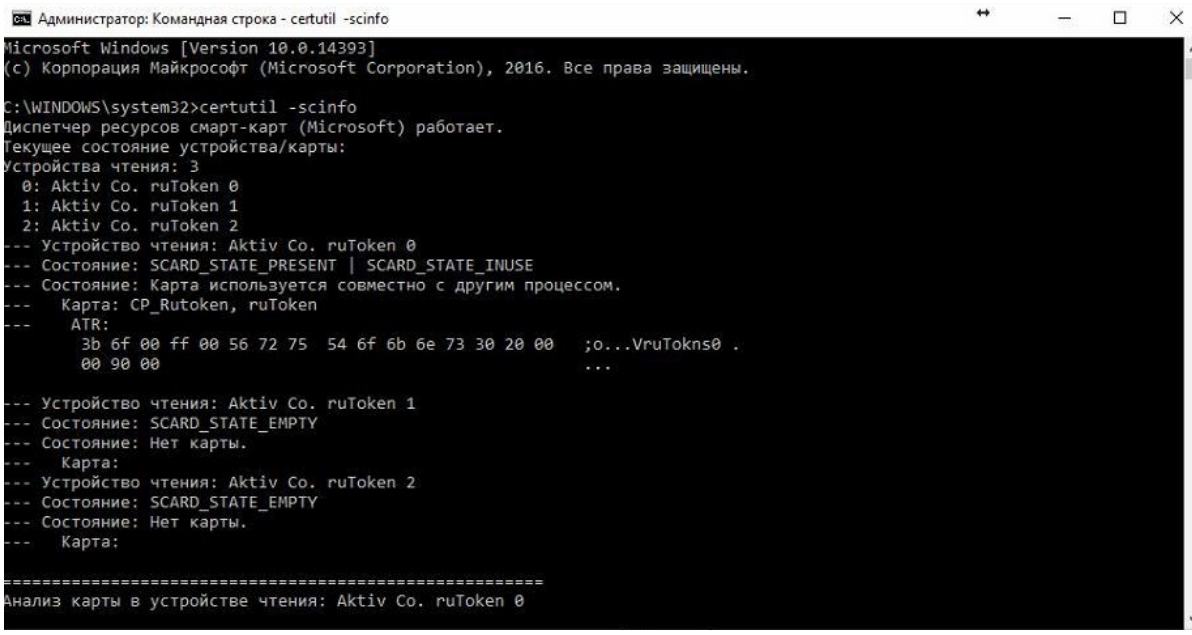 Администратор: Командная строка - certutil -scinfo
Microsoft Windows [Version 10.0.14393]
(c) Корпорация Майкрософт (Microsoft Corporation), 2016. Все права защищены.
C:\WINDOWS\system32>certutil -scinfo
Диспетчер ресурсов смарт-карт (Microsoft) работает.
Текущее состояние устройства/карты:
Устройства чтения: 3
0: Aktiv Co. ruToken 0
1: Aktiv Co. ruToken 1
2: Aktiv Co. ruToken 2
--- Устройство чтения: Aktiv Co. ruToken 0
--- Состояние: SCARD_STATE_PRESENT | SCARD_STATE_INUSE
--- Состояние: Карта используется совместно с другим процессом.
---   Карта: CP_Rutoken, ruToken
---    ATR:
3b 6f 00 ff 00 56 72 75  54 6f 6b 6e 73 30 20 00   ;o...VruTokns0 .
00 90 00   ...
--- Устройство чтения: Aktiv Co. ruToken 1
--- Состояние: SCARD_STATE_EMPTY
--- Состояние: Нет карты.
---   Карта:
--- Устройство чтения: Aktiv Co. ruToken 2
--- Состояние: SCARD_STATE_EMPTY
--- Состояние: Нет карты.
---   Карта:
=======================================================
Анализ карты в устройстве чтения: Aktiv Co. ruToken 0